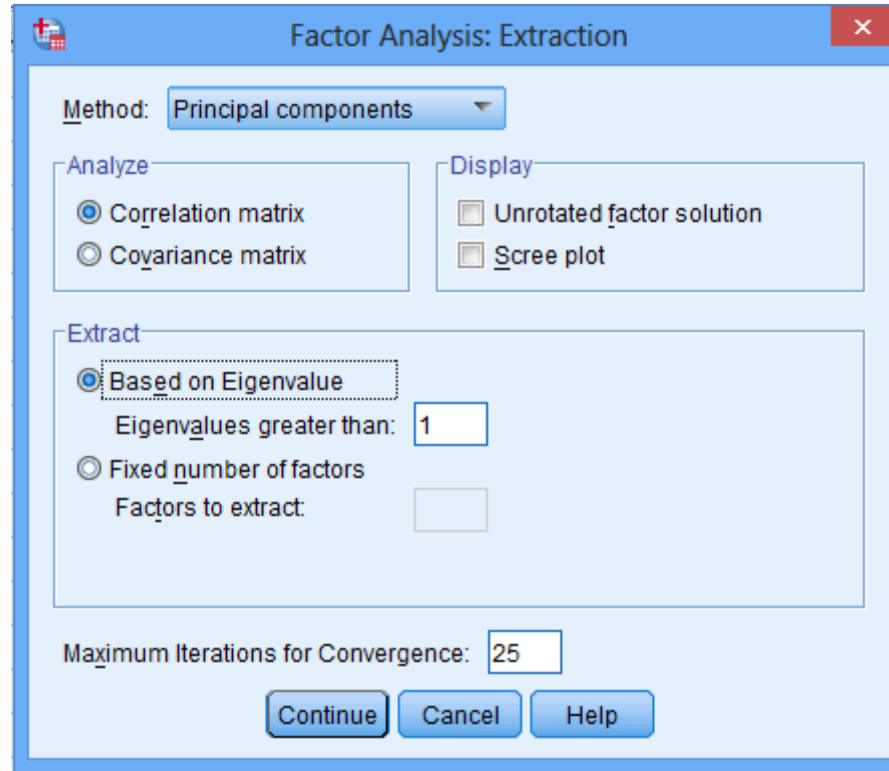 Factor Analysis: Extraction
Method: Principal components
Analyze
Correlation matrix
Covariance matrix
Display
Unrotated factor solution
Scree plot
Extract
Based on Eigenvalue
Eigenvalues greater than: 1
Fixed number of factors
Factors to extract:
Maximum Iterations for Convergence: 25
Continue Cancel Help